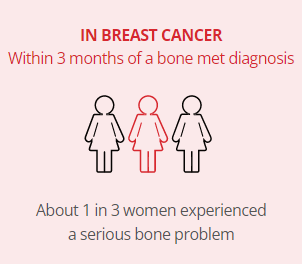 IN BREAST CANCER
Within 3 months of a bone met diagnosis
About 1 in 3 women experienced
a serious bone problem